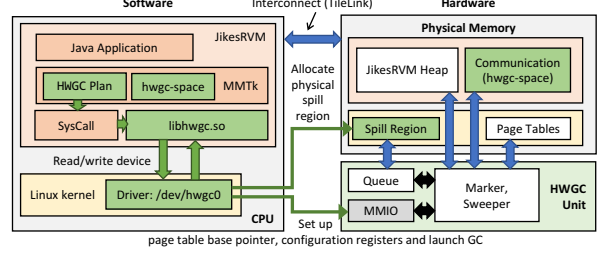 Software
Interconnect (TileLink)
Hardware
JikesRVM
Java Application
HWGC Plan
hwgc-space
MMTk
SysCall
libhwgc.so
Read/write device
Linux kernel
Driver: /dev/hwgc0
CPU
Allocate
physical
spill
region
Set up
Physical Memory
JikesRVM Heap
Communication
(hwgc-space)
Spill Region
Page Tables
Queue
MMIO
Marker,
Sweeper
HWGC
Unit
page table base pointer, configuration registers and launch GC